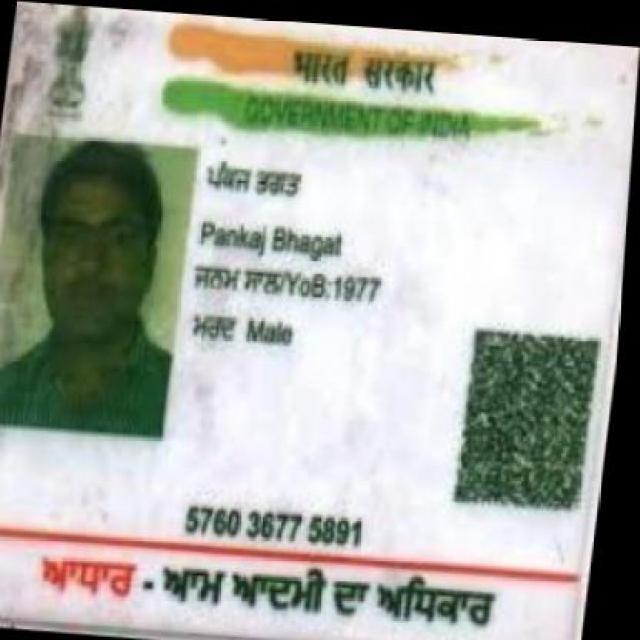 भारत सरकार
GOVERNMENT OF INDIA
ਪੰਕਜ ਭਗਤ
Pankaj Bhagat
ਜਨਮ ਸਾਲ/YoB:1977
ਮਰਦ Male
5760 3677 5891
ਆਧਾਰ - ਆਮ ਆਦਮੀ ਦਾ ਅਧਿਕਾਰ